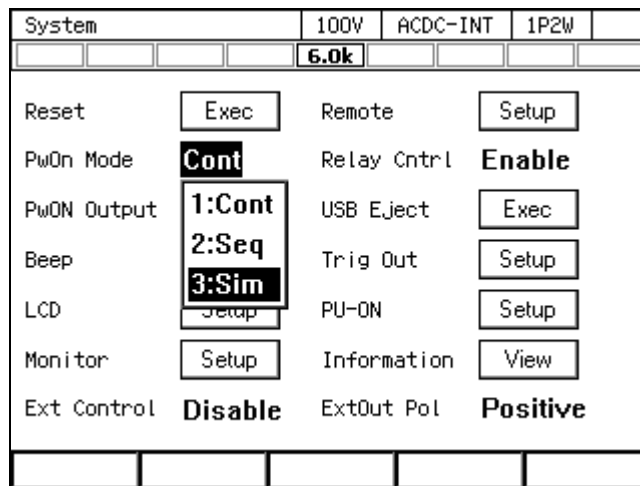 System 100V ACDC-INT 1P2W
6.0k
Reset Exec Remote Setup
PwOn Mode Cont Relay Cntrl Enable
PwON Output 1:Cont USB Eject Exec
2:Seq
Beep Trig Out Setup
3:Sim
LCD Setup PU-ON Setup
Monitor Setup Information View
Ext Control Disable ExtOut Pol Positive